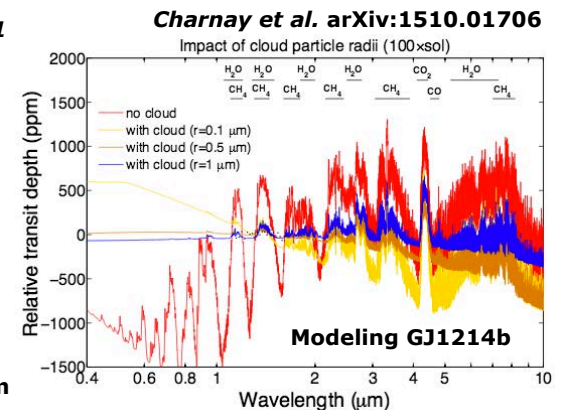 Charnay et al. arXiv:1510.01706
Impact of cloud particle radii (100×sol)
H₂O H₂O H₂O H₂O CO₂ H₂O
CH₄ CH₄ CH₄ CH₄ CH₄ CO CH₄
no cloud
with cloud (r=0.1 μm)
with cloud (r=0.5 μm)
with cloud (r=1 μm)
Relative transit depth (ppm)
2000
1500
1000
500
0
−500
−1000
−1500
Modeling GJ1214b
0.4 0.6 0.8 1 2 3 4 5 10
Wavelength (μm)